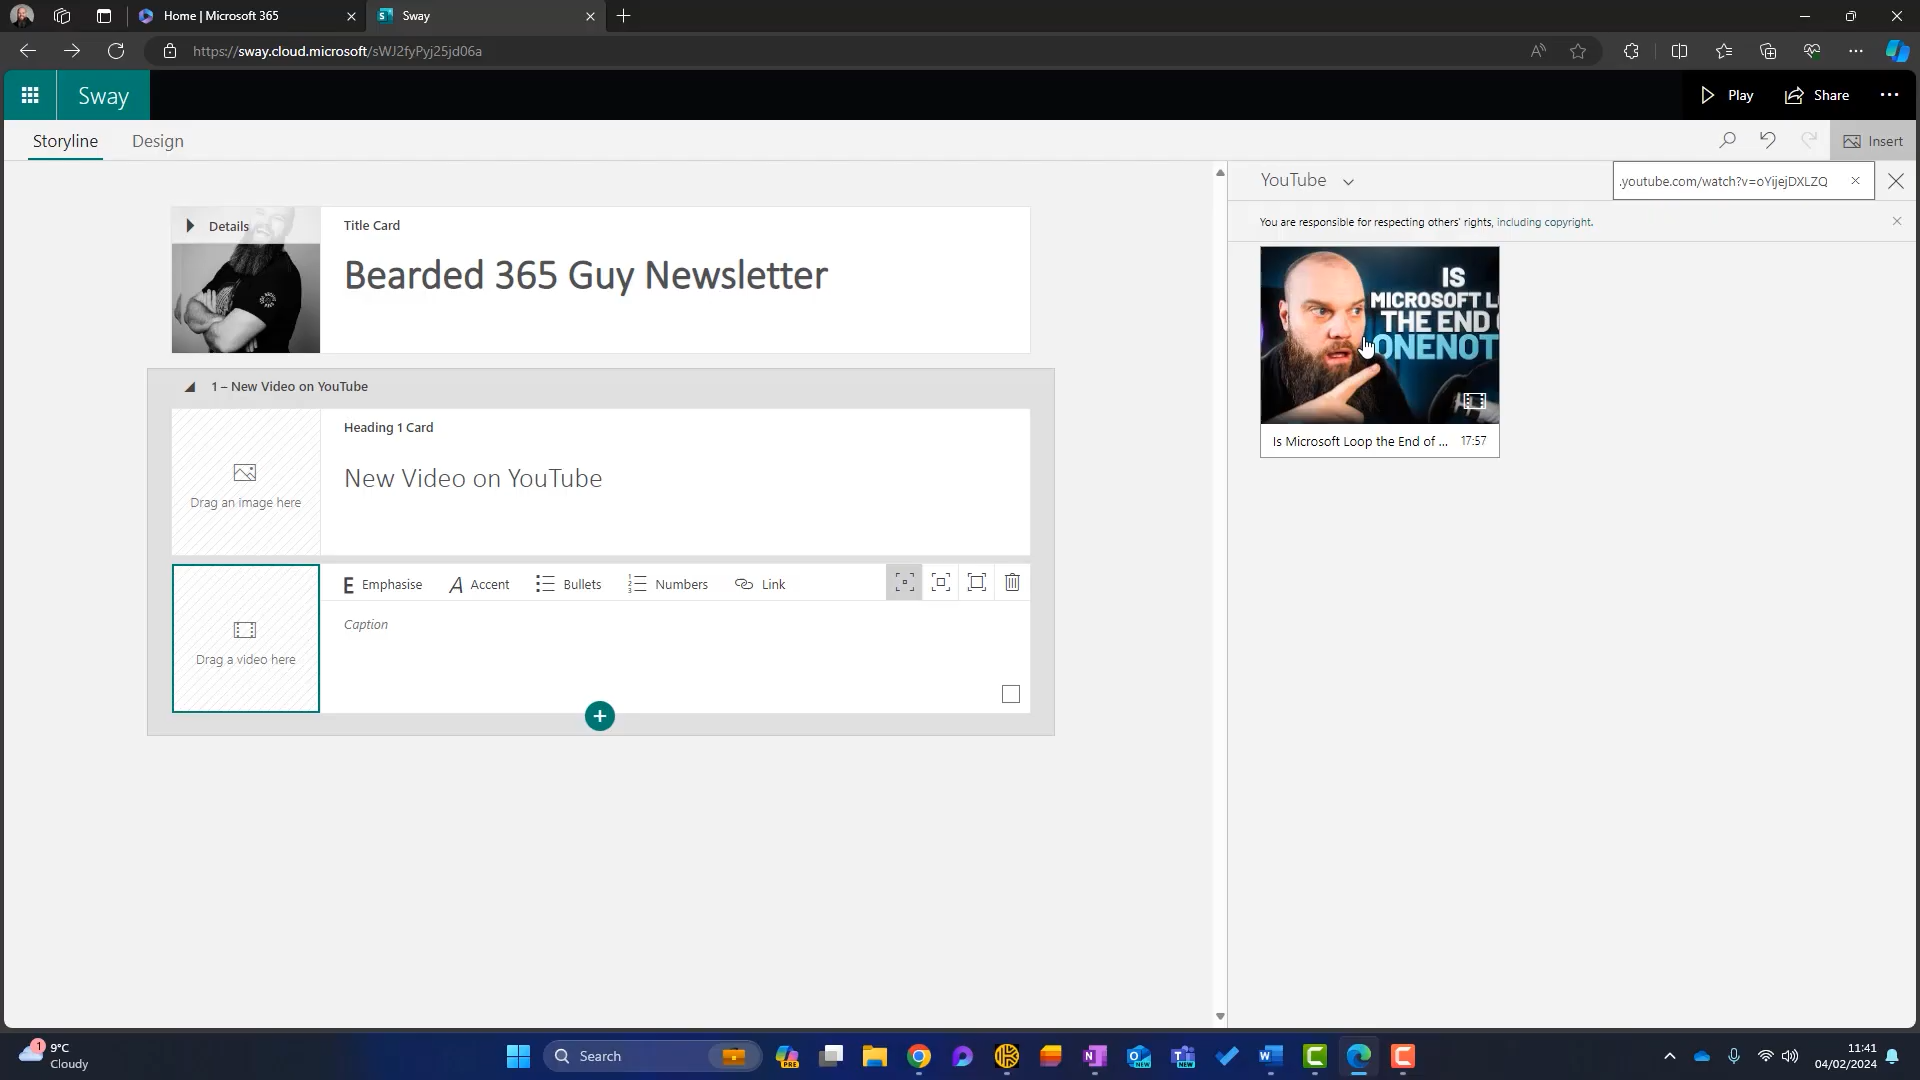 Home | Microsoft 365
Sway
https://sway.cloud.microsoft/sWJ2fyPyj25jd06a
Sway
Play
Share
Storyline
Design
Insert
YouTube
.youtube.com/watch?v=oYijejDXLZQ
You are responsible for respecting others' rights, including copyright.
Details
Title Card
Bearded 365 Guy Newsletter
IS
MICROSOFT L
THE END
ONENOT
Is Microsoft Loop the End of ...
17:57
1 – New Video on YouTube
Heading 1 Card
New Video on YouTube
Drag an image here
Emphasise
Accent
Bullets
Numbers
Link
Caption
Drag a video here
9°C
Cloudy
Search
11:41
04/02/2024